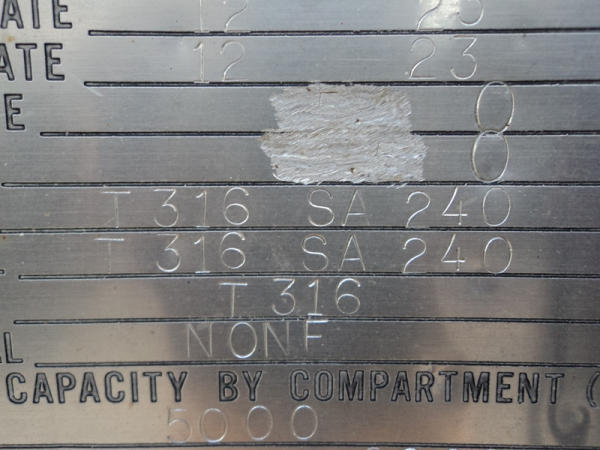 ATE 12 23
ATE 12 23
E 0
0
T 316 SA 240
T 316 SA 240
T 316
NONE
CAPACITY BY COMPARTMENT (
5000